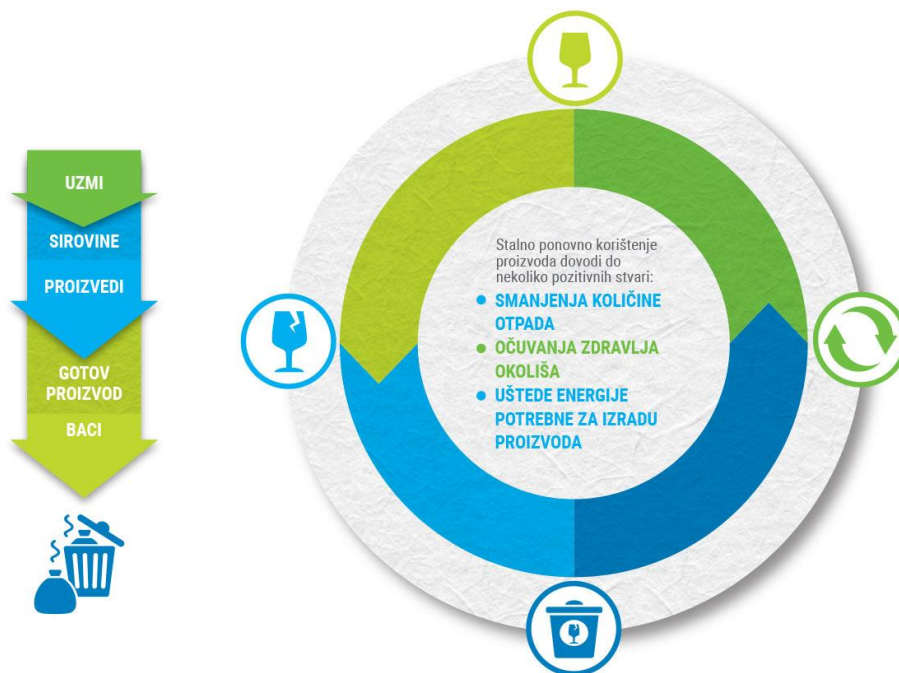 UZMI
SIROVINE
PROIZVEDI
GOTOV
PROIZVOD
BACI
Stalno ponovno korištenje
proizvoda dovodi do
nekoliko pozitivnih stvari:
• SMANJENJA KOLIČINE
OTPADA
• OČUVANJA ZDRAVLJA
OKOLIŠA
• UŠTEDE ENERGIJE
POTREBNE ZA IZRADU
PROIZVODA